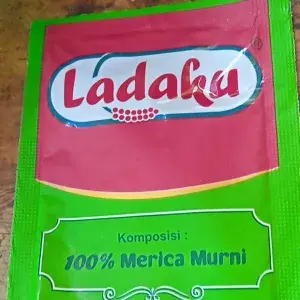 Ladaku
®
Komposisi :
100% Merica Murni